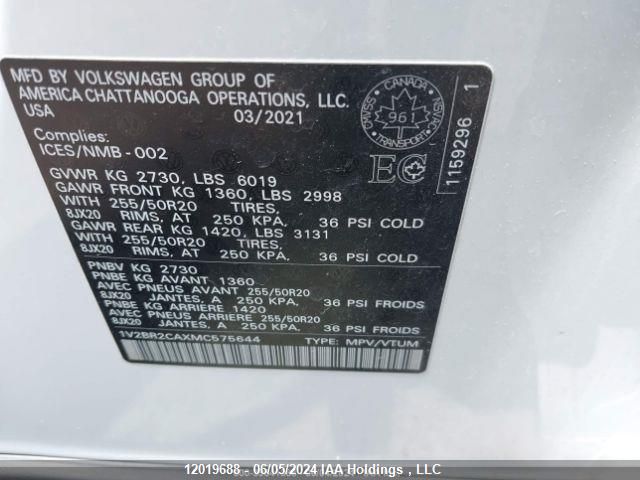 MFD BY VOLKSWAGEN GROUP OF
AMERICA CHATTANOOGA OPERATIONS, LLC.
USA 03/2021
Complies:
ICES/NMB-002
GVWR KG 2730, LBS 6019
GAWR FRONT KG 1360, LBS 2998
WITH 255/50R20 TIRES,
8JX20 RIMS, AT 250 KPA, 36 PSI COLD
GAWR REAR KG 1420, LBS 3131
WITH 255/50R20 TIRES,
8JX20 RIMS, AT 250 KPA, 36 PSI COLD
PNBV KG 2730
PNBE KG AVANT 1360
AVEC PNEUS AVANT 255/50R20
8JX20 JANTES, A 250 KPA, 36 PSI FROIDS
PNBE KG ARRIERE 1420
AVEC PNEUS ARRIERE 255/50R20
8JX20 JANTES, A 250 KPA, 36 PSI FROIDS
1V2BR2CAXMC575644 TYPE: MPV/VTUM
CANADA
CMVSS
NSVAC
961
EC
1159296 1
12019688 - 06/05/2024 IAA Holdings , LLC